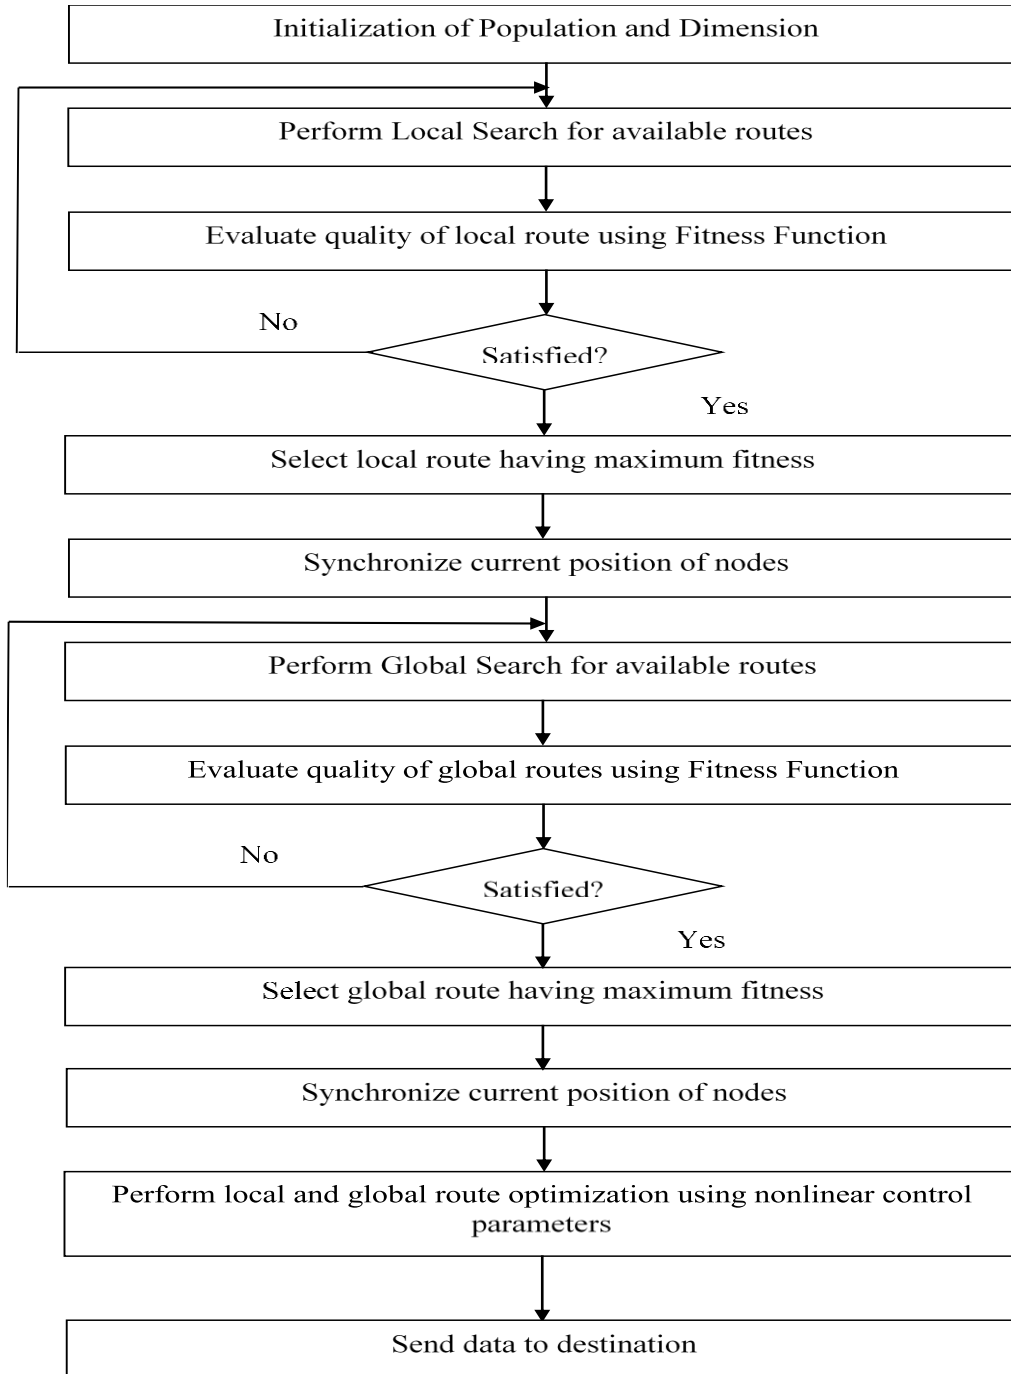 Initialization of Population and Dimension
Perform Local Search for available routes
Evaluate quality of local route using Fitness Function
No
Satisfied?
Yes
Select local route having maximum fitness
Synchronize current position of nodes
Perform Global Search for available routes
Evaluate quality of global routes using Fitness Function
No
Satisfied?
Yes
Select global route having maximum fitness
Synchronize current position of nodes
Perform local and global route optimization using nonlinear control
parameters
Send data to destination